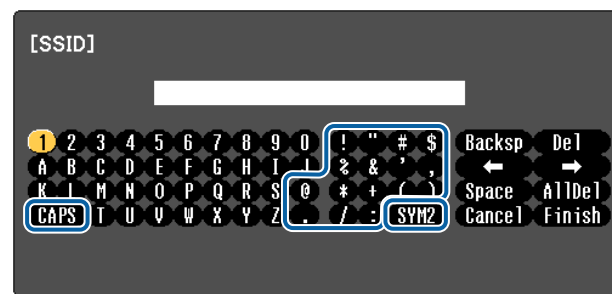 [SSID]
1 2 3 4 5 6 7 8 9 0 ! " # $ Backsp Del
A B C D E F G H I J % & ' , ← →
K L M N O P Q R S @ * + ( ) Space AllDel
CAPS T U V W X Y Z . / : SYM2 Cancel Finish